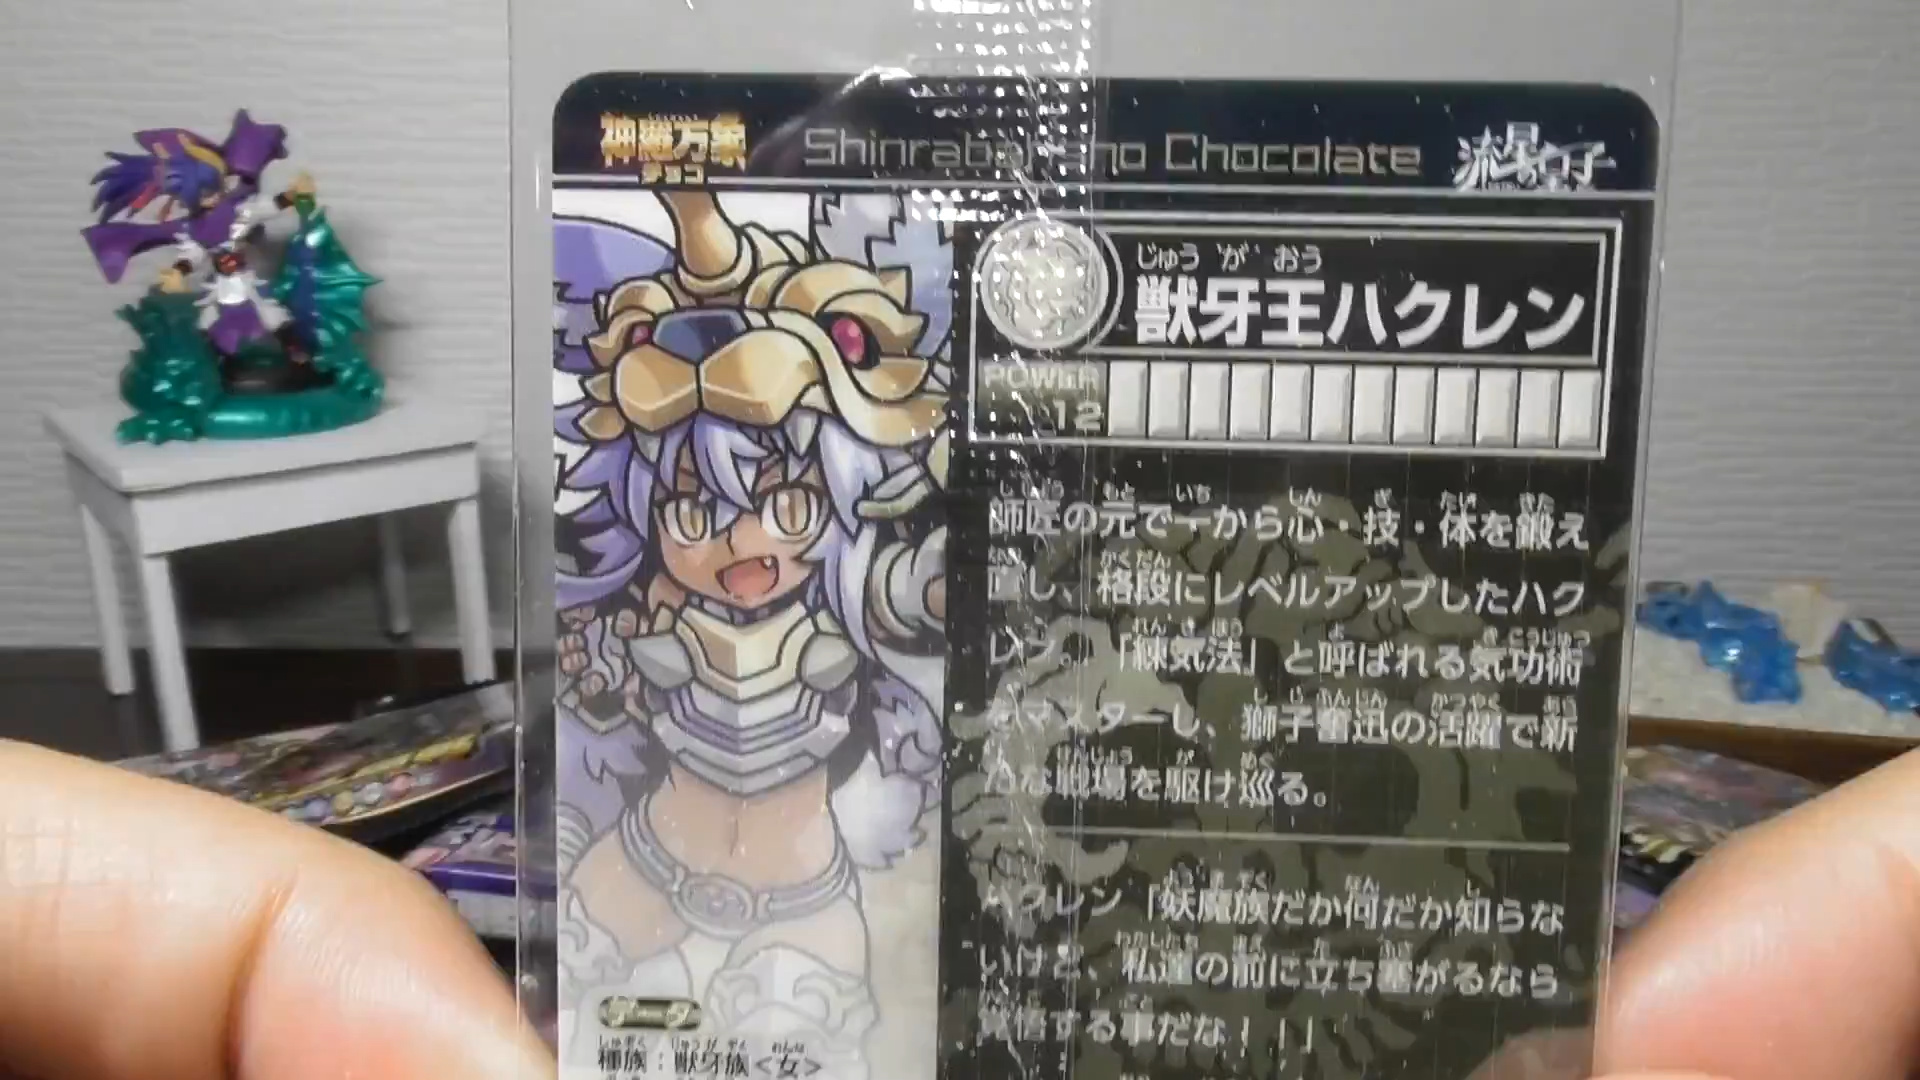 神羅万象
チョコ
Shinrabansho Chocolate
流星の皇子
じゅう が おう
獣牙王ハクレン
POWER
12
師匠の元で一から心・技・体を鍛え
直し、格段にレベルアップしたハク
レン。「練気法」と呼ばれる気功術
をマスターし、獅子奮迅の活躍で新
たな戦場を駆け巡る。
ハクレン「妖魔族だか何だか知らな
いけど、私達の前に立ち塞がるなら
覚悟する事だな！」
データ
種族：獣牙族<女>